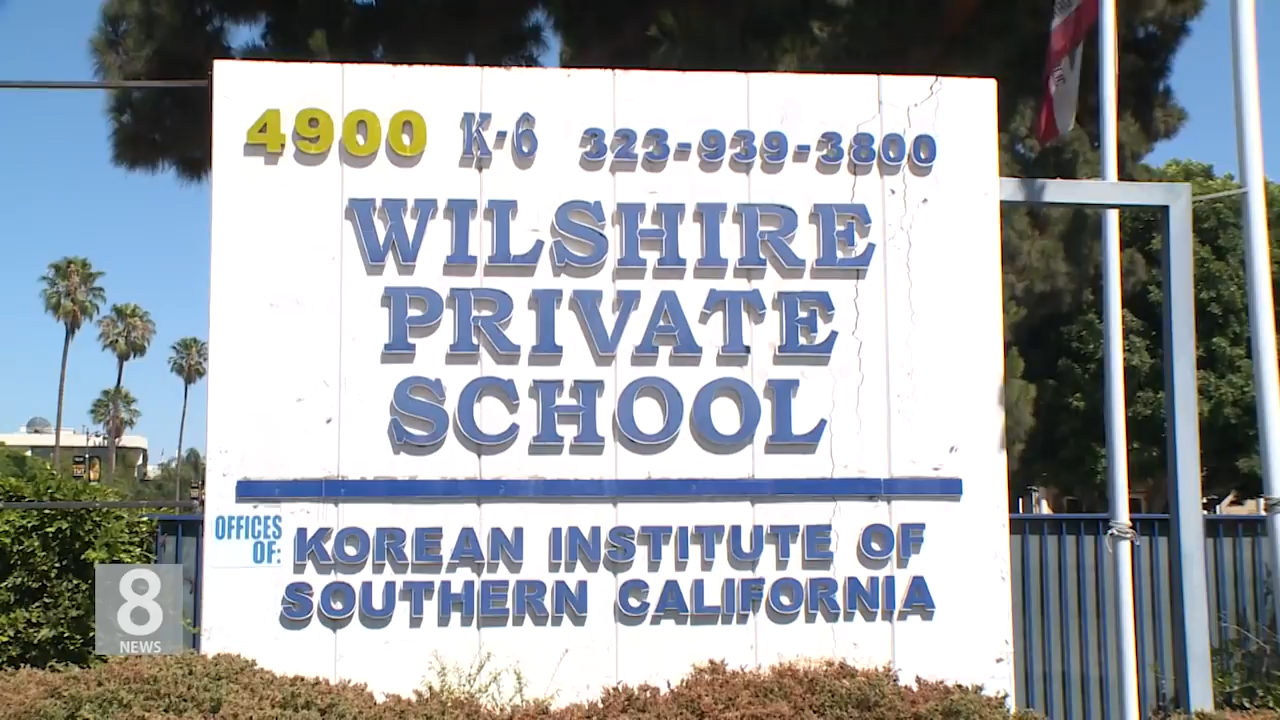 4900 K-6 323-939-3800
WILSHIRE
PRIVATE
SCHOOL
OFFICES
OF:
KOREAN INSTITUTE OF
SOUTHERN CALIFORNIA
8
NEWS